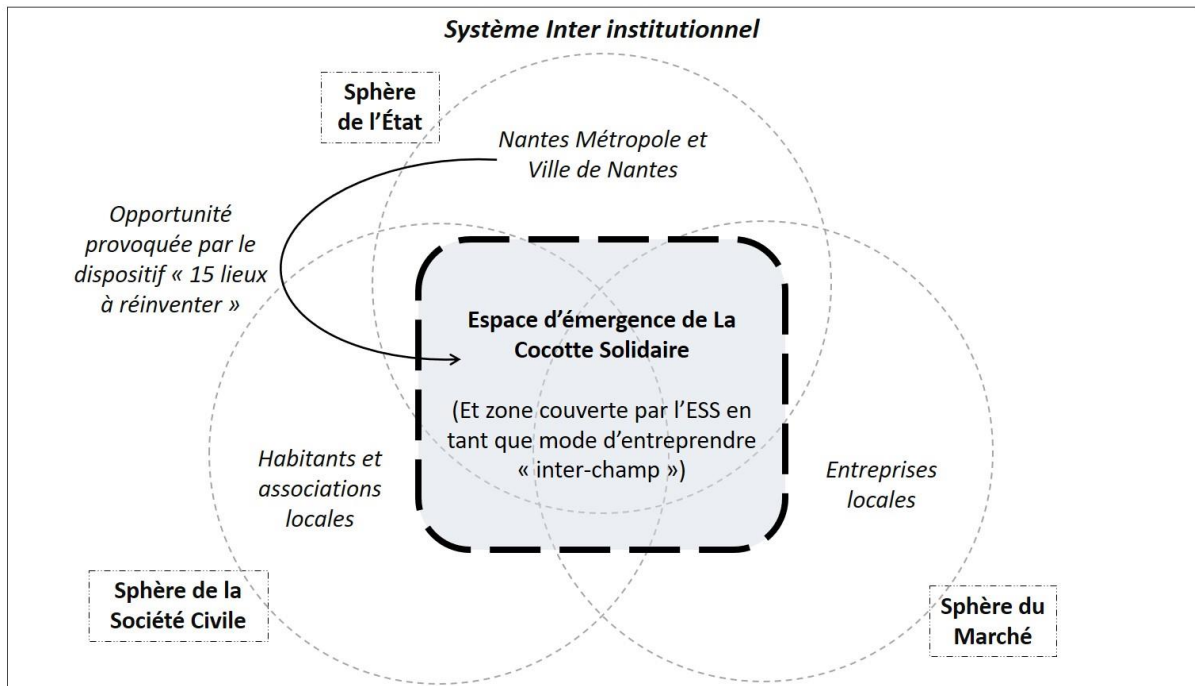 Système Inter institutionnel
Sphère
de l’État
Nantes Métropole et
Ville de Nantes
Opportunité
provoquée par le
dispositif « 15 lieux
à réinventer »
Espace d’émergence de La
Cocotte Solidaire
(Et zone couverte par l’ESS en
tant que mode d’entreprendre
« inter-champ »)
Habitants et
associations
locales
Entreprises
locales
Sphère de la
Société Civile
Sphère du
Marché